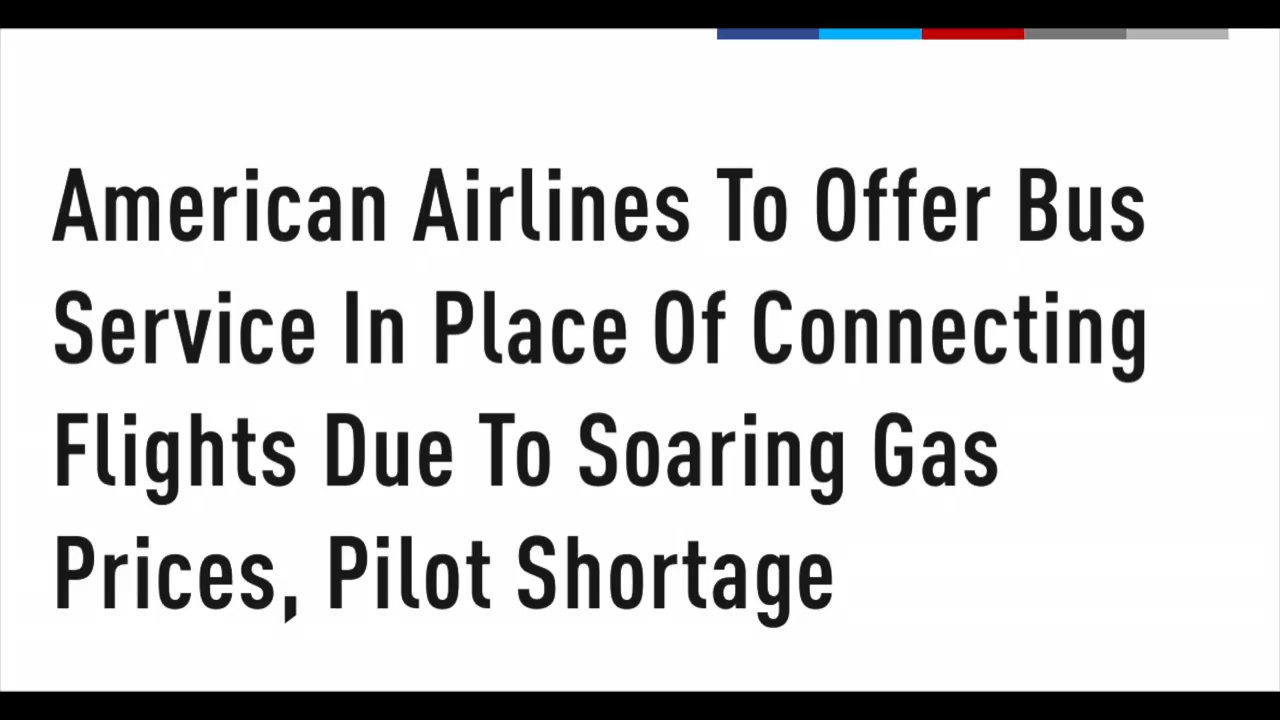 American Airlines To Offer Bus
Service In Place Of Connecting
Flights Due To Soaring Gas
Prices, Pilot Shortage